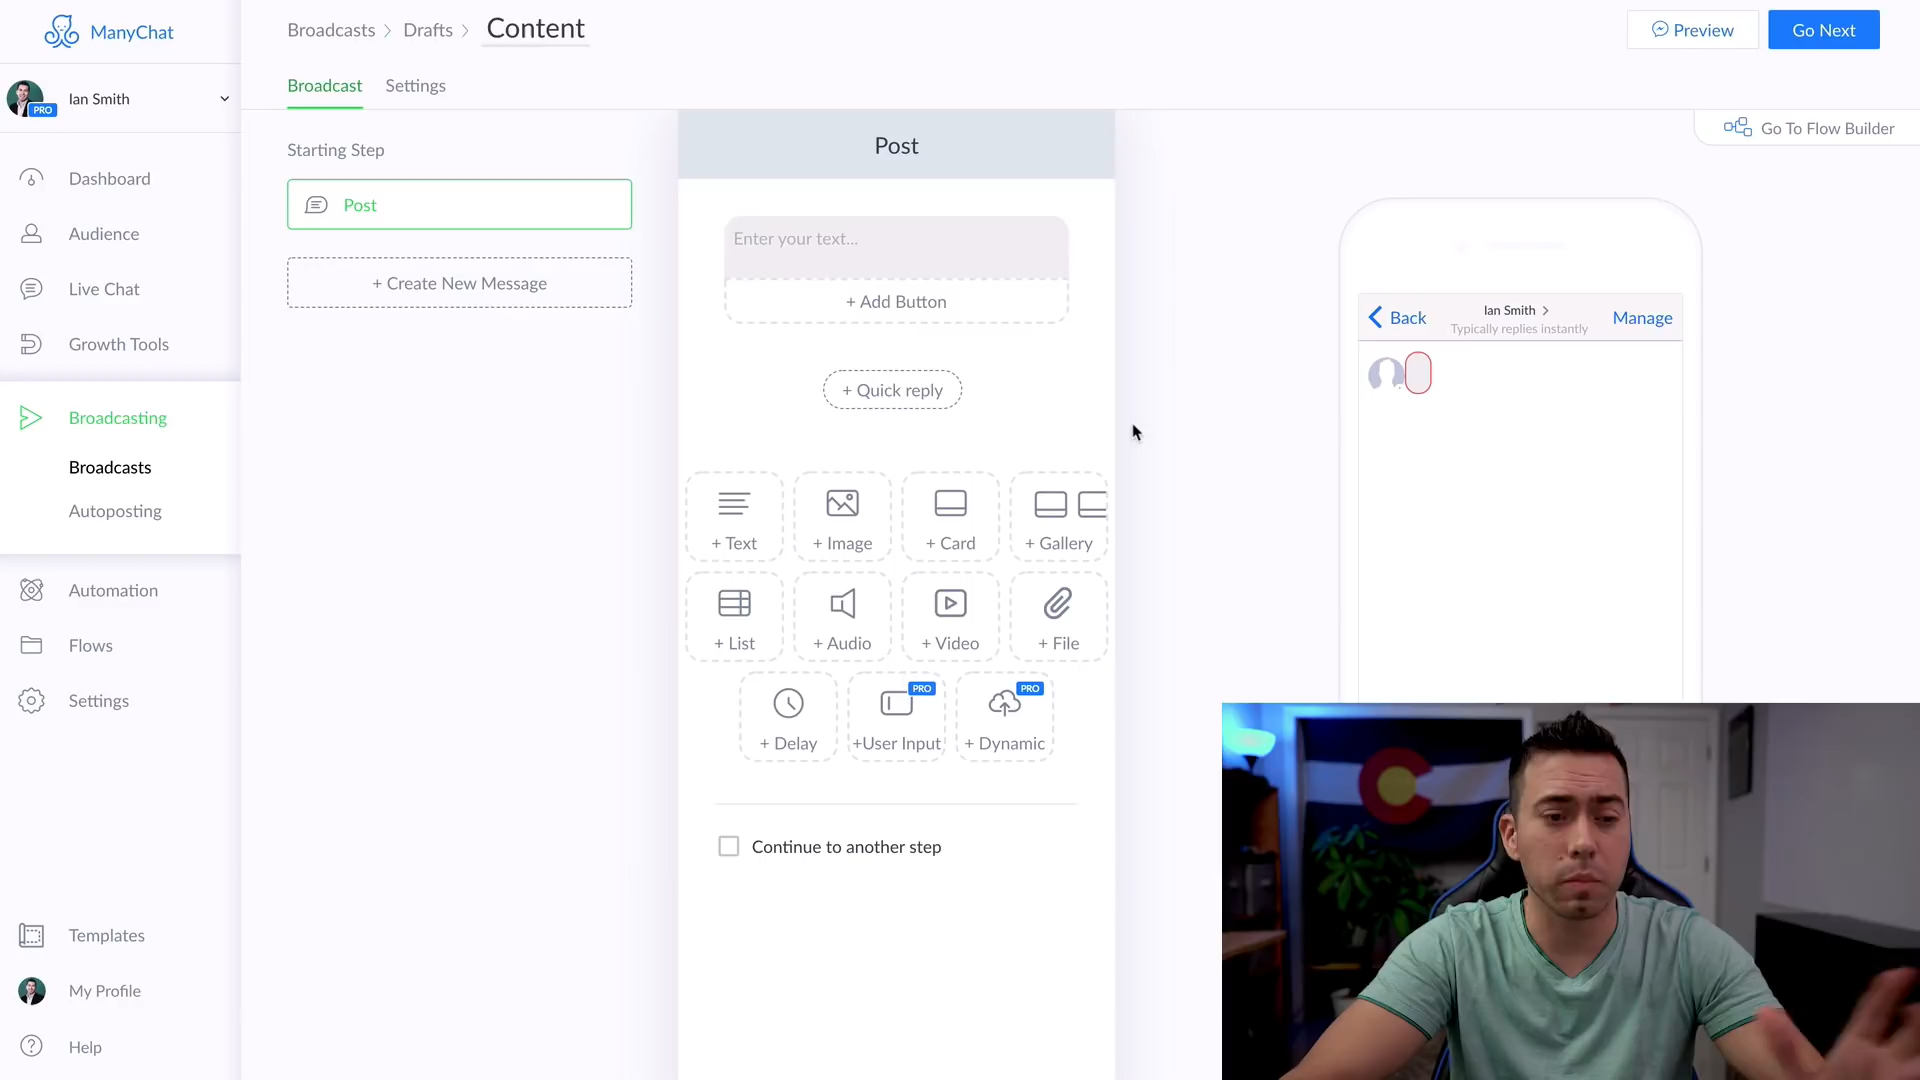 ManyChat
Broadcasts > Drafts > Content
Preview
Go Next
PRO
Ian Smith
Broadcast
Settings
Go To Flow Builder
Dashboard
Audience
Live Chat
Growth Tools
Broadcasting
Broadcasts
Autoposting
Automation
Flows
Settings
Templates
My Profile
Help
Starting Step
Post
+ Create New Message
Post
Enter your text...
+ Add Button
+ Quick reply
+ Text
+ Image
+ Card
+ Gallery
+ List
+ Audio
+ Video
+ File
+ Delay
PRO
+User Input
PRO
+ Dynamic
Continue to another step
Back
Ian Smith >
Typically replies instantly
Manage